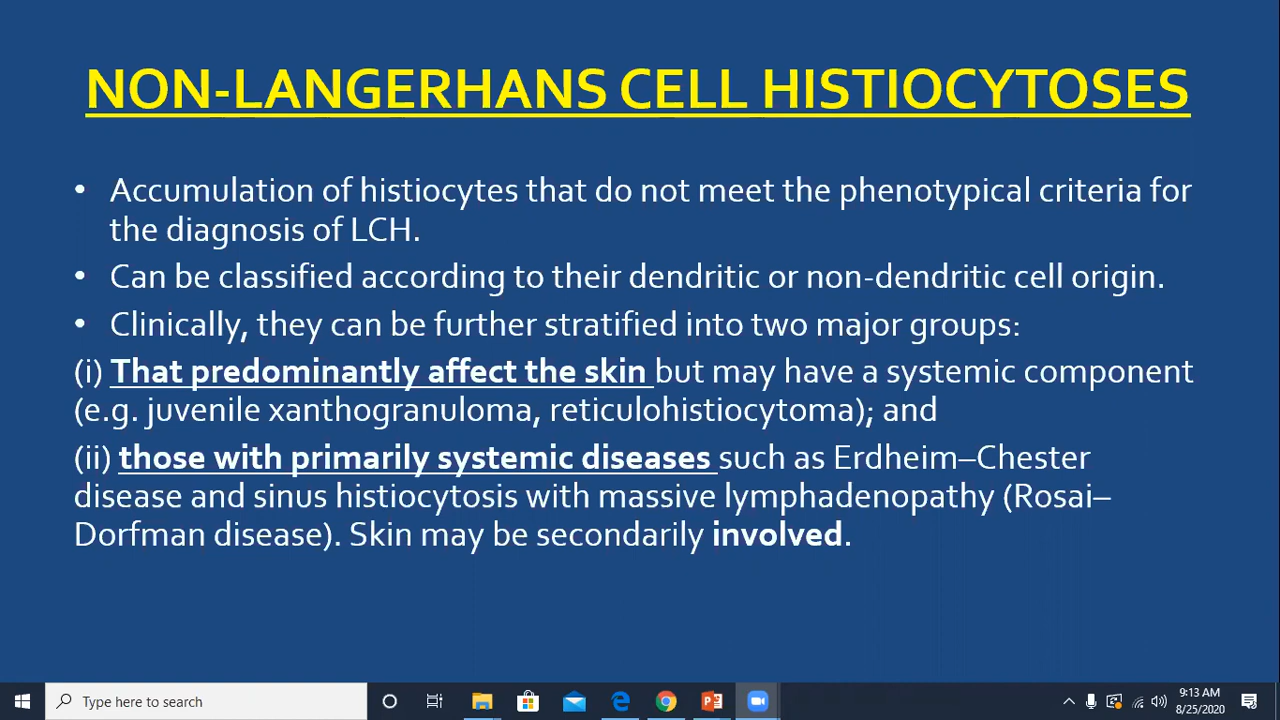 NON-LANGERHANS CELL HISTIOCYTOSES
• Accumulation of histiocytes that do not meet the phenotypical criteria for
the diagnosis of LCH.
• Can be classified according to their dendritic or non-dendritic cell origin.
• Clinically, they can be further stratified into two major groups:
(i) That predominantly affect the skin but may have a systemic component
(e.g. juvenile xanthogranuloma, reticulohistiocytoma); and
(ii) those with primarily systemic diseases such as Erdheim–Chester
disease and sinus histiocytosis with massive lymphadenopathy (Rosai–
Dorfman disease). Skin may be secondarily involved.
Type here to search
9:13 AM
8/25/2020